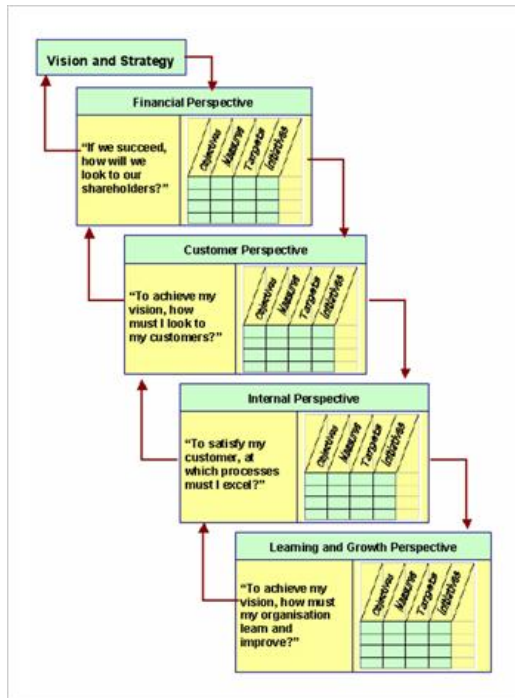 Vision and Strategy
Financial Perspective
“If we succeed,
how will we
look to our
shareholders?”
Objectives
Measures
Targets
Initiatives
Customer Perspective
“To achieve my
vision, how
must I look to
my customers?”
Objectives
Measures
Targets
Initiatives
Internal Perspective
“To satisfy my
customer, at
which processes
must I excel?”
Objectives
Measures
Targets
Initiatives
Learning and Growth Perspective
“To achieve my
vision, how must
my organisation
learn and
improve?”
Objectives
Measures
Targets
Initiatives